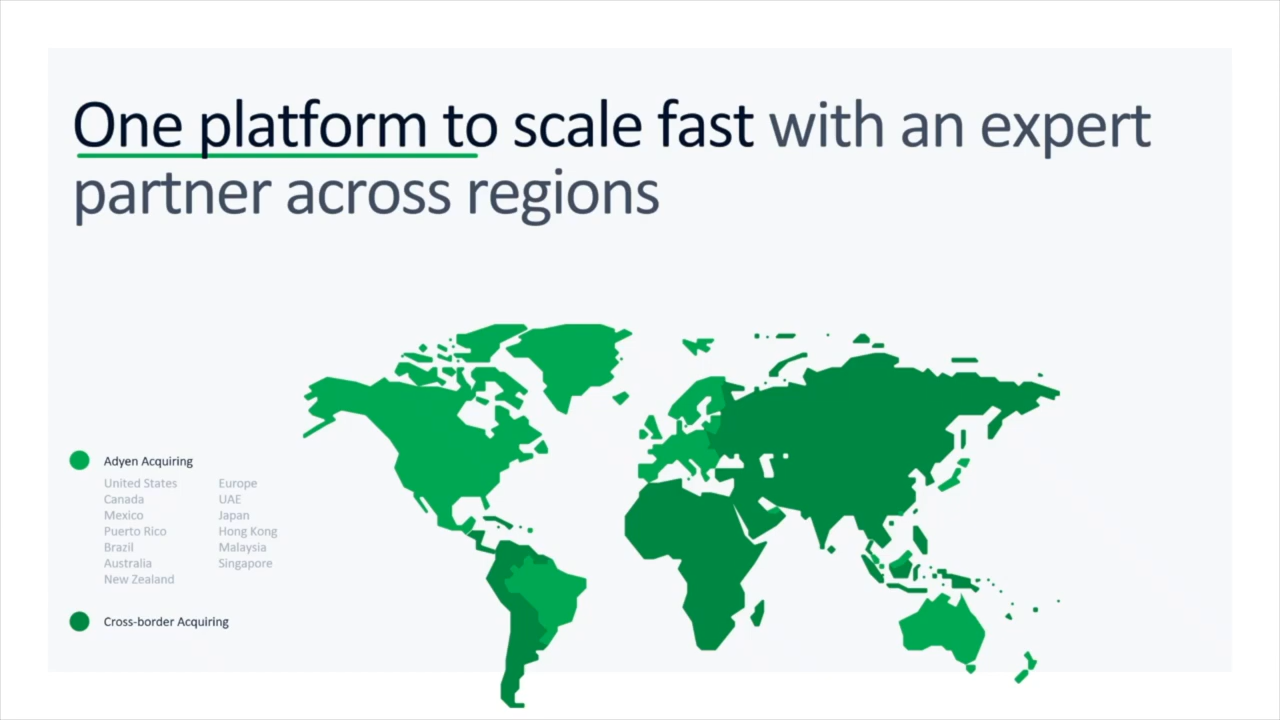 One platform to scale fast with an expert
partner across regions
Adyen Acquiring
United States
Canada
Mexico
Puerto Rico
Brazil
Australia
New Zealand
Europe
UAE
Japan
Hong Kong
Malaysia
Singapore
Cross-border Acquiring